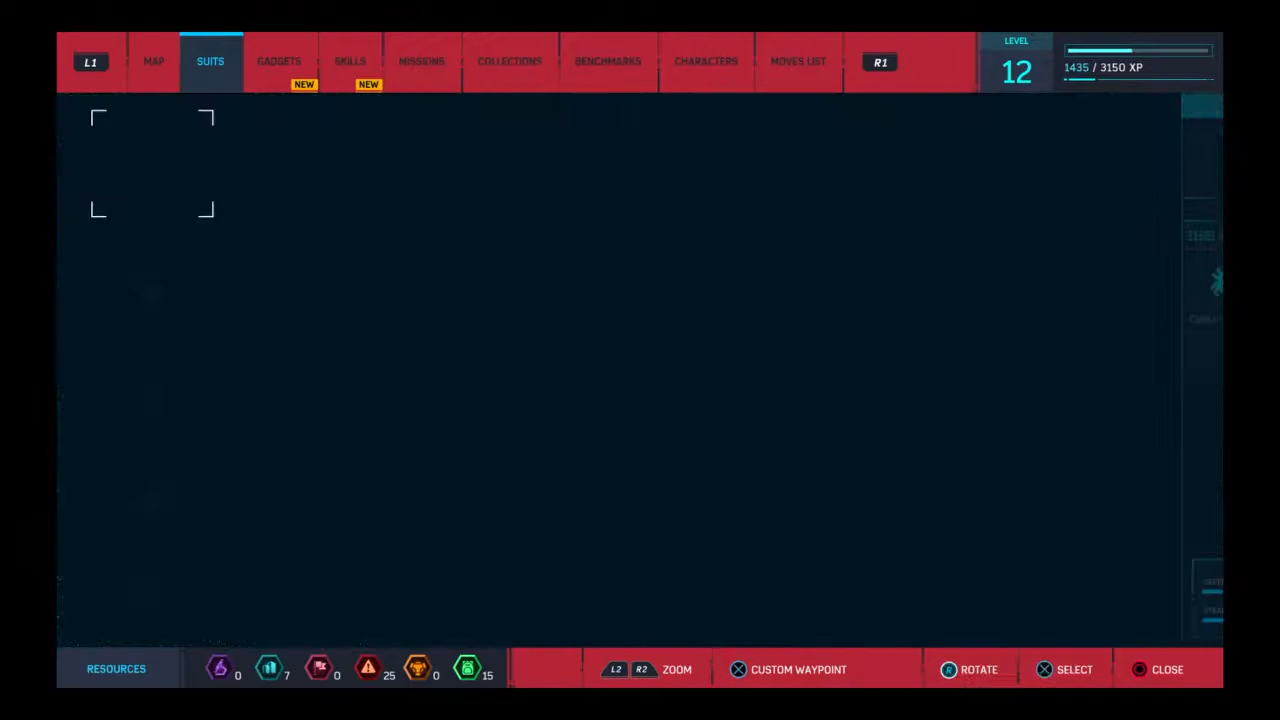 L1 MAP SUITS GADGETS SKILLS MISSIONS COLLECTIONS BENCHMARKS CHARACTERS MOVES LIST R1
NEW NEW
LEVEL
12
1435 / 3150 XP
RESOURCES 0 7 0 25 0 15 L2 R2 ZOOM CUSTOM WAYPOINT R ROTATE SELECT CLOSE